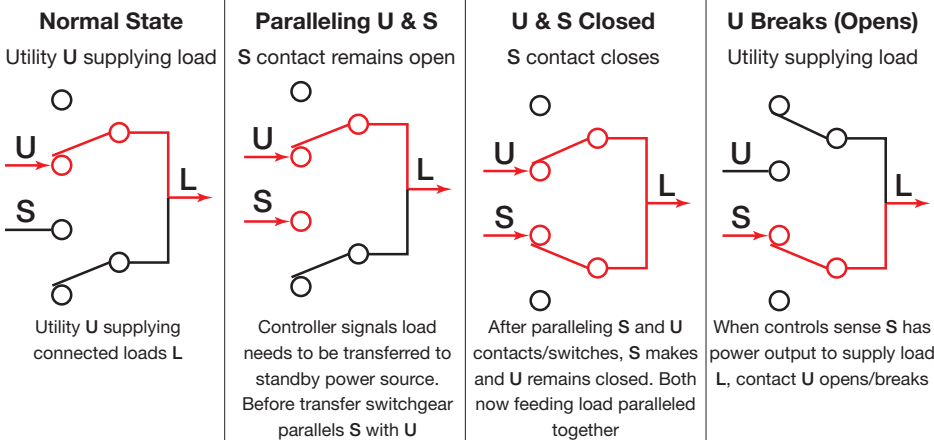 Normal State
Utility U supplying load
U
L
S
Utility U supplying
connected loads L
Paralleling U & S
S contact remains open
U
L
S
Controller signals load
needs to be transferred to
standby power source.
Before transfer switchgear
parallels S with U
U & S Closed
S contact closes
U
L
S
After paralleling S and U
contacts/switches, S makes
and U remains closed. Both
now feeding load paralleled
together
U Breaks (Opens)
Utility supplying load
U
L
S
When controls sense S has
power output to supply load
L, contact U opens/breaks